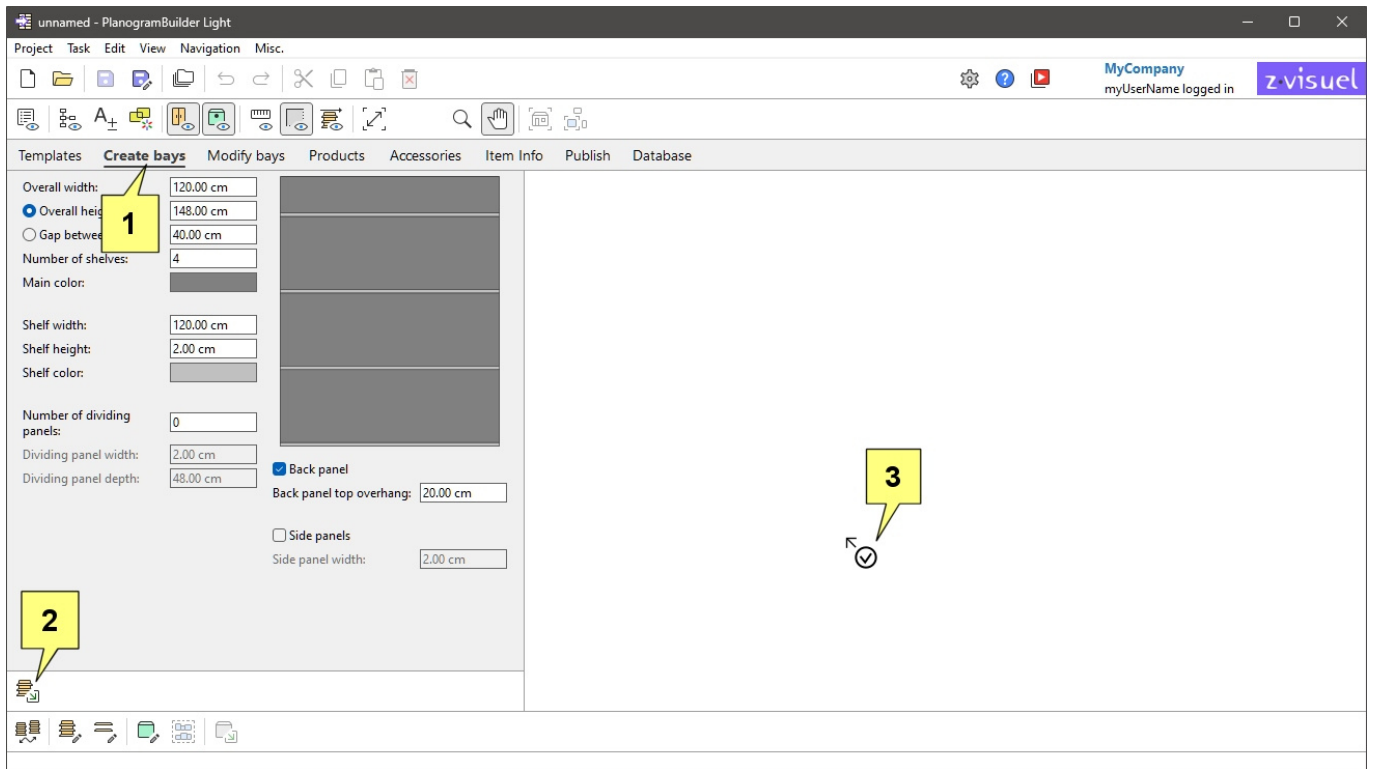 unnamed - PlanogramBuilder Light
Project Task Edit View Navigation Misc.
MyCompany
myUserName logged in
z·visuel
Templates Create bays Modify bays Products Accessories Item Info Publish Database
Overall width: 120.00 cm
Overall heig 148.00 cm
1
Gap betwee 40.00 cm
Number of shelves: 4
Main color:
Shelf width: 120.00 cm
Shelf height: 2.00 cm
Shelf color:
Number of dividing
panels: 0
Dividing panel width: 2.00 cm
Dividing panel depth: 48.00 cm
Back panel
Back panel top overhang: 20.00 cm
Side panels
Side panel width: 2.00 cm
3
2